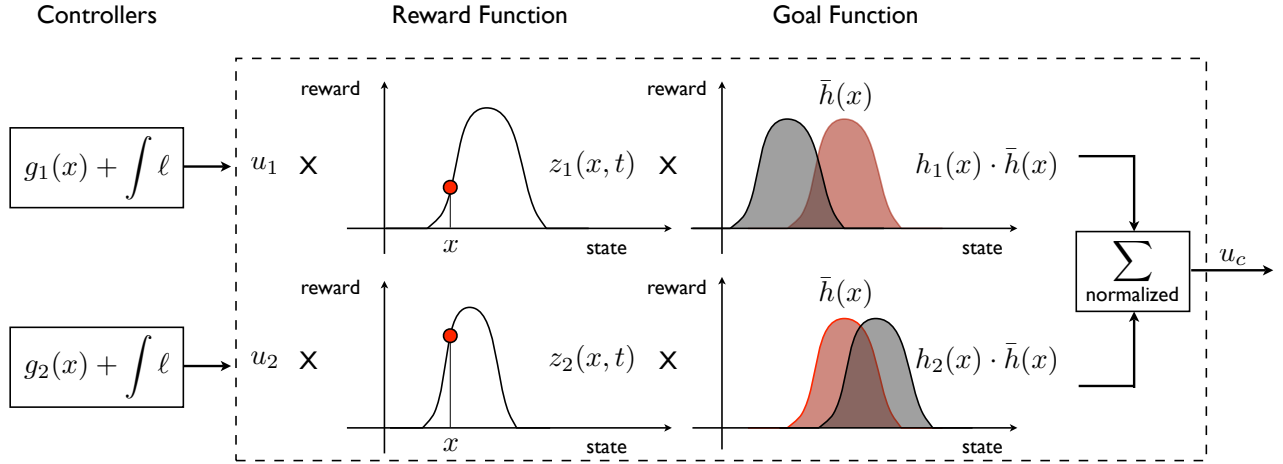 Controllers
Reward Function
Goal Function
reward
reward
h̄(x)
g₁(x) + ∫ ℓ
u₁ X
z₁(x, t) X
h₁(x) · h̄(x)
x
state
state
∑
normalized
u_c
reward
reward
h̄(x)
g₂(x) + ∫ ℓ
u₂ X
z₂(x, t) X
h₂(x) · h̄(x)
x
state
state